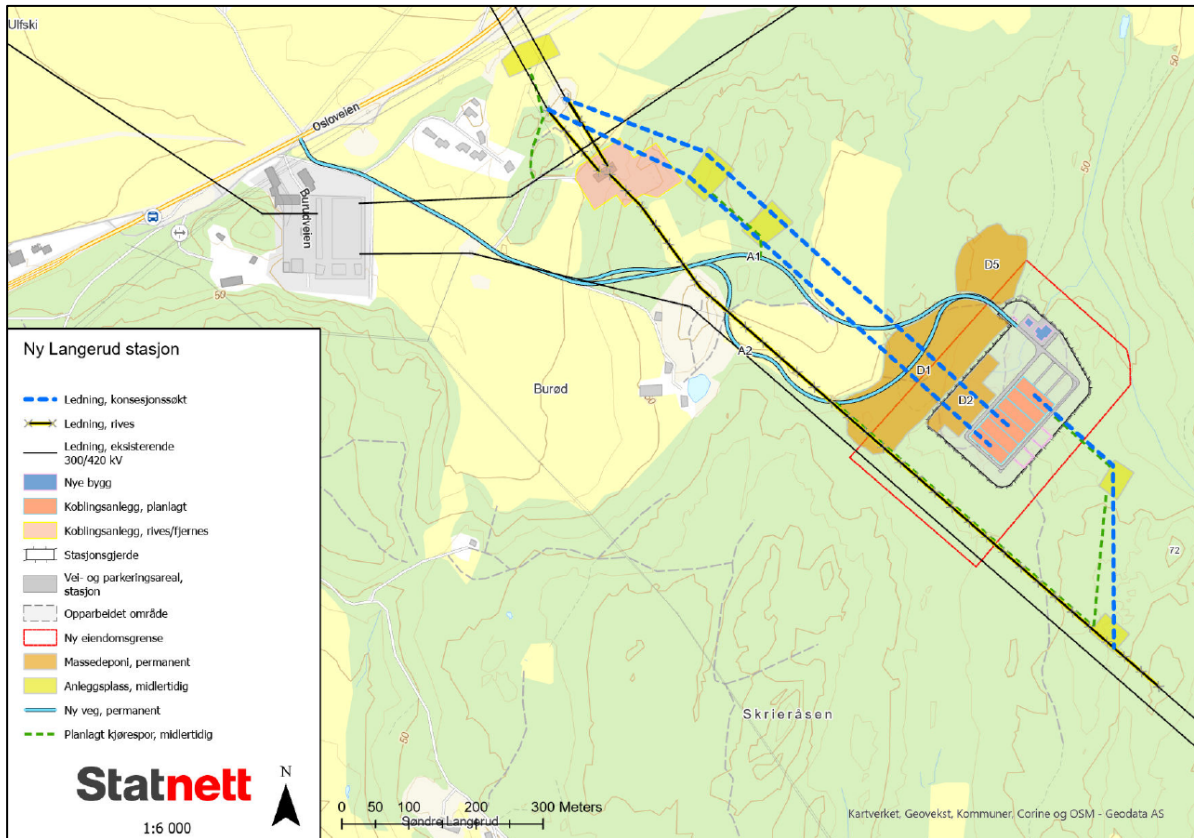 Ulfski
Osloveien
Burudveien
50
50
A1
D5
A2
D1
D2
Burød
72
Skrieråsen
50
50
Søndre Langerud
Ny Langerud stasjon
Ledning, konsesjonssøkt
Ledning, rives
Ledning, eksisterende
300/420 kV
Nye bygg
Koblingsanlegg, planlagt
Koblingsanlegg, rives/fjernes
Stasjonsgjerde
Vei- og parkeringsareal,
stasjon
Opparbeidet område
Ny eiendomsgrense
Massedeponi, permanent
Anleggsplass, midlertidig
Ny veg, permanent
Planlagt kjørespor, midlertidig
Statnett
1:6 000
N
0 50 100 200 300 Meters
Kartverket, Geovekst, Kommuner, Corine og OSM - Geodata AS